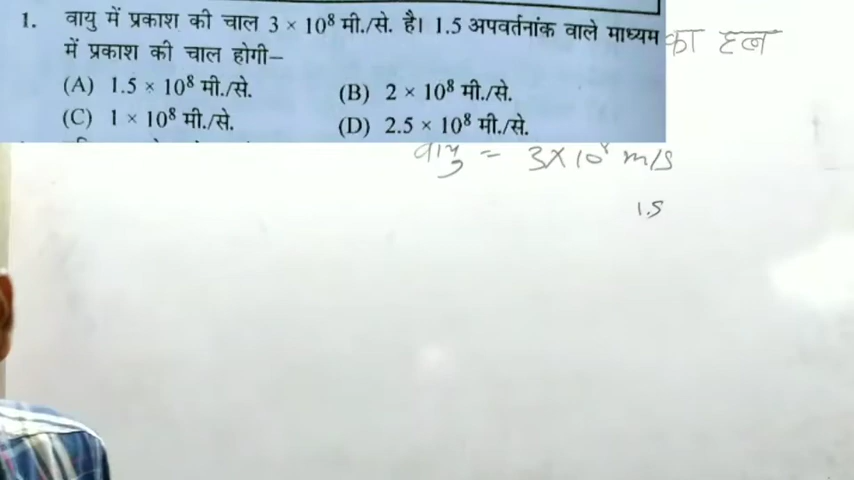 1. वायु में प्रकाश की चाल 3 × 10⁸ मी./से. है। 1.5 अपवर्तनांक वाले माध्यम
में प्रकाश की चाल होगी–
(A) 1.5 × 10⁸ मी./से. (B) 2 × 10⁸ मी./से.
(C) 1 × 10⁸ मी./से. (D) 2.5 × 10⁸ मी./से.
का हल
वायु = 3×10⁸ m/s
1.5